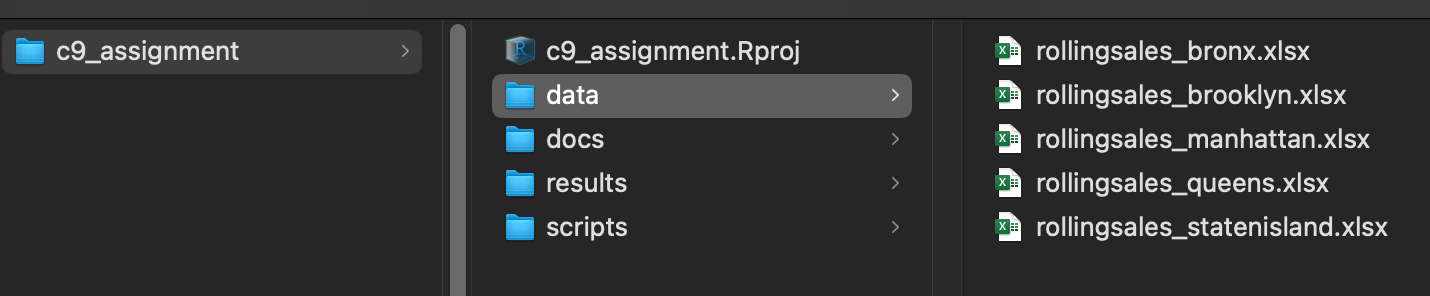 c9_assignment
c9_assignment.Rproj
data
docs
results
scripts
rollingsales_bronx.xlsx
rollingsales_brooklyn.xlsx
rollingsales_manhattan.xlsx
rollingsales_queens.xlsx
rollingsales_statenisland.xlsx